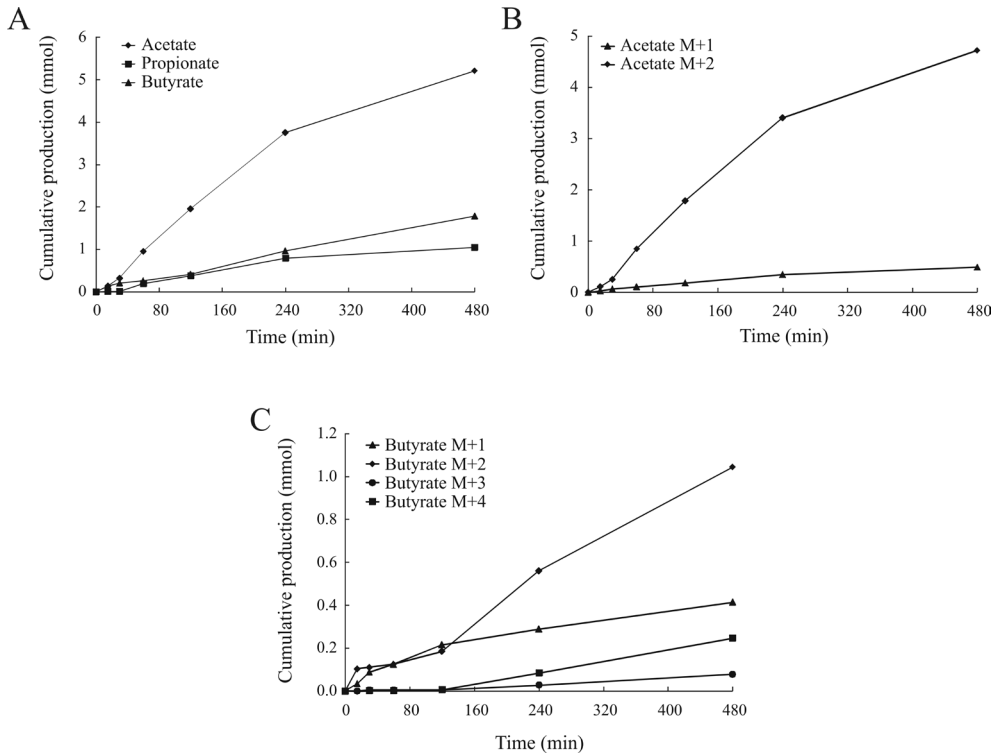 A
Cumulative production (mmol)
6
5
4
3
2
1
0
Acetate
Propionate
Butyrate
0 80 160 240 320 400 480
Time (min)
B
Cumulative production (mmol)
5
4
3
2
1
0
Acetate M+1
Acetate M+2
0 80 160 240 320 400 480
Time (min)
C
Cumulative production (mmol)
1.2
1.0
0.8
0.6
0.4
0.2
0.0
Butyrate M+1
Butyrate M+2
Butyrate M+3
Butyrate M+4
0 80 160 240 320 400 480
Time (min)